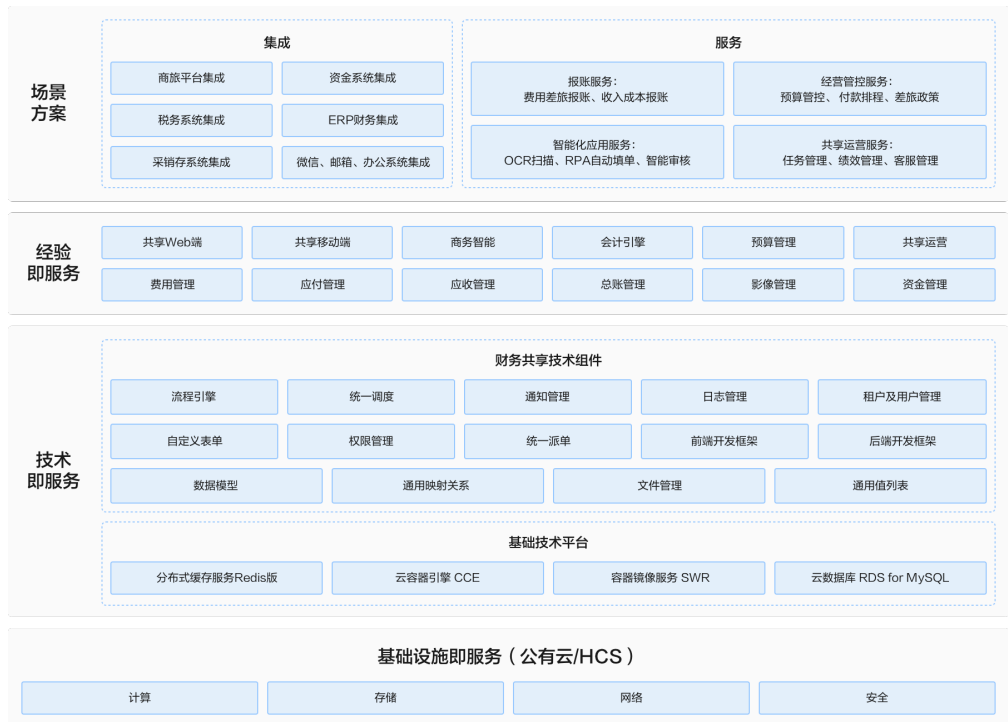 场景
方案
集成
商旅平台集成
资金系统集成
税务系统集成
ERP财务集成
采销存系统集成
微信、邮箱、办公系统集成
服务
报账服务：
费用差旅报账、收入成本报账
经营管控服务：
预算管控、付款排程、差旅政策
智能化应用服务：
OCR扫描、RPA自动填单、智能审核
共享运营服务：
任务管理、绩效管理、客服管理
经验
即服务
共享Web端
共享移动端
商务智能
会计引擎
预算管理
共享运营
费用管理
应付管理
应收管理
总账管理
影像管理
资金管理
技术
即服务
财务共享技术组件
流程引擎
统一调度
通知管理
日志管理
租户及用户管理
自定义表单
权限管理
统一派单
前端开发框架
后端开发框架
数据模型
通用映射关系
文件管理
通用值列表
基础技术平台
分布式缓存服务Redis版
云容器引擎 CCE
容器镜像服务 SWR
云数据库 RDS for MySQL
基础设施即服务（公有云/HCS）
计算
存储
网络
安全